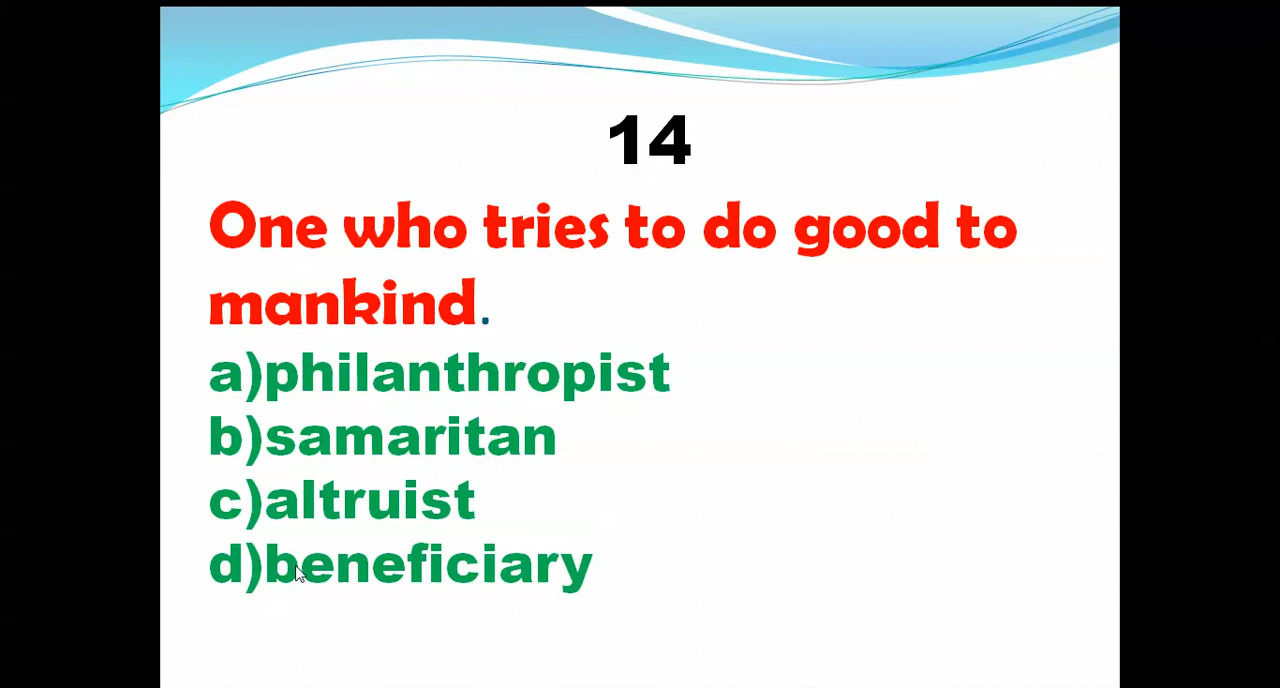 14
One who tries to do good to
mankind.
a)philanthropist
b)samaritan
c)altruist
d)beneficiary